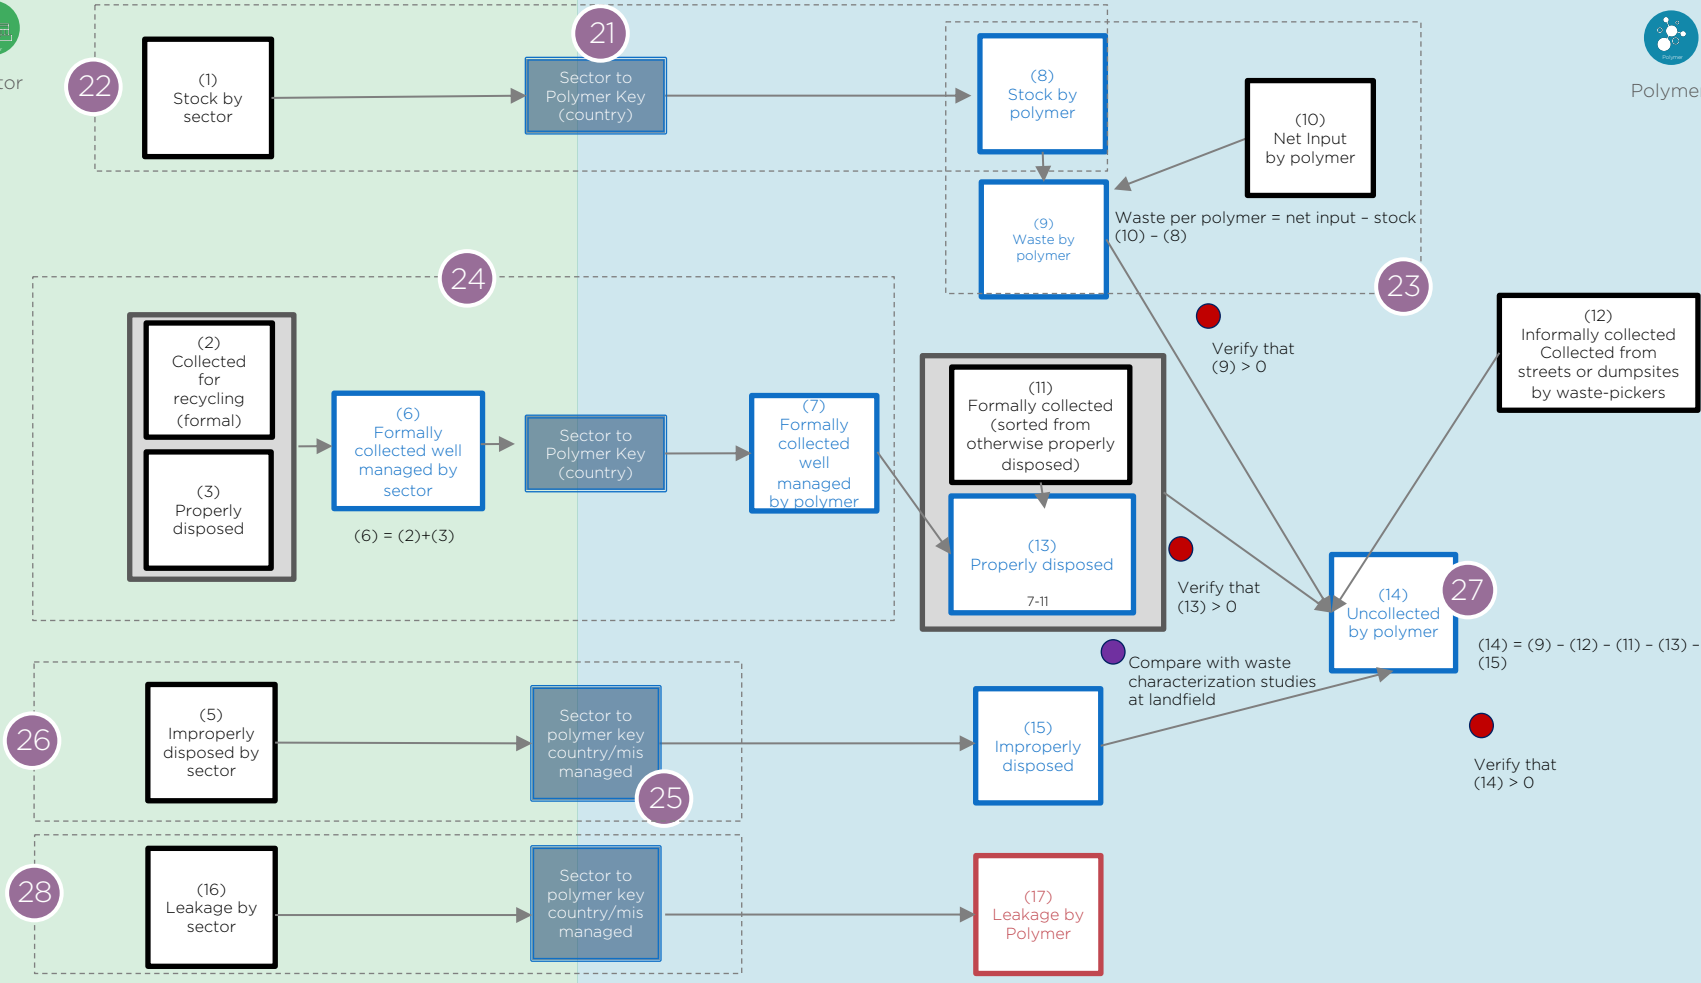 tor
22
(1)
Stock by
sector
21
Sector to
Polymer Key
(country)
(8)
Stock by
polymer
(10)
Net Input
by polymer
Polymer
Polyme
(9)
Waste by
polymer
Waste per polymer = net input – stock
(10) – (8)
23
24
(2)
Collected
for
recycling
(formal)
(3)
Properly
disposed
(6)
Formally
collected well
managed by
sector
(6) = (2)+(3)
Sector to
Polymer Key
(country)
(7)
Formally
collected
well
managed
by polymer
(11)
Formally collected
(sorted from
otherwise properly
disposed)
(13)
Properly disposed
7-11
Verify that
(9) > 0
(12)
Informally collected
Collected from
streets or dumpsites
by waste-pickers
Verify that
(13) > 0
(14)
Uncollected
by polymer
27
(14) = (9) – (12) – (11) – (13) –
(15)
Compare with waste
characterization studies
at landfield
Verify that
(14) > 0
26
(5)
Improperly
disposed by
sector
Sector to
polymer key
country/mis
managed
25
(15)
Improperly
disposed
28
(16)
Leakage by
sector
Sector to
polymer key
country/mis
managed
(17)
Leakage by
Polymer